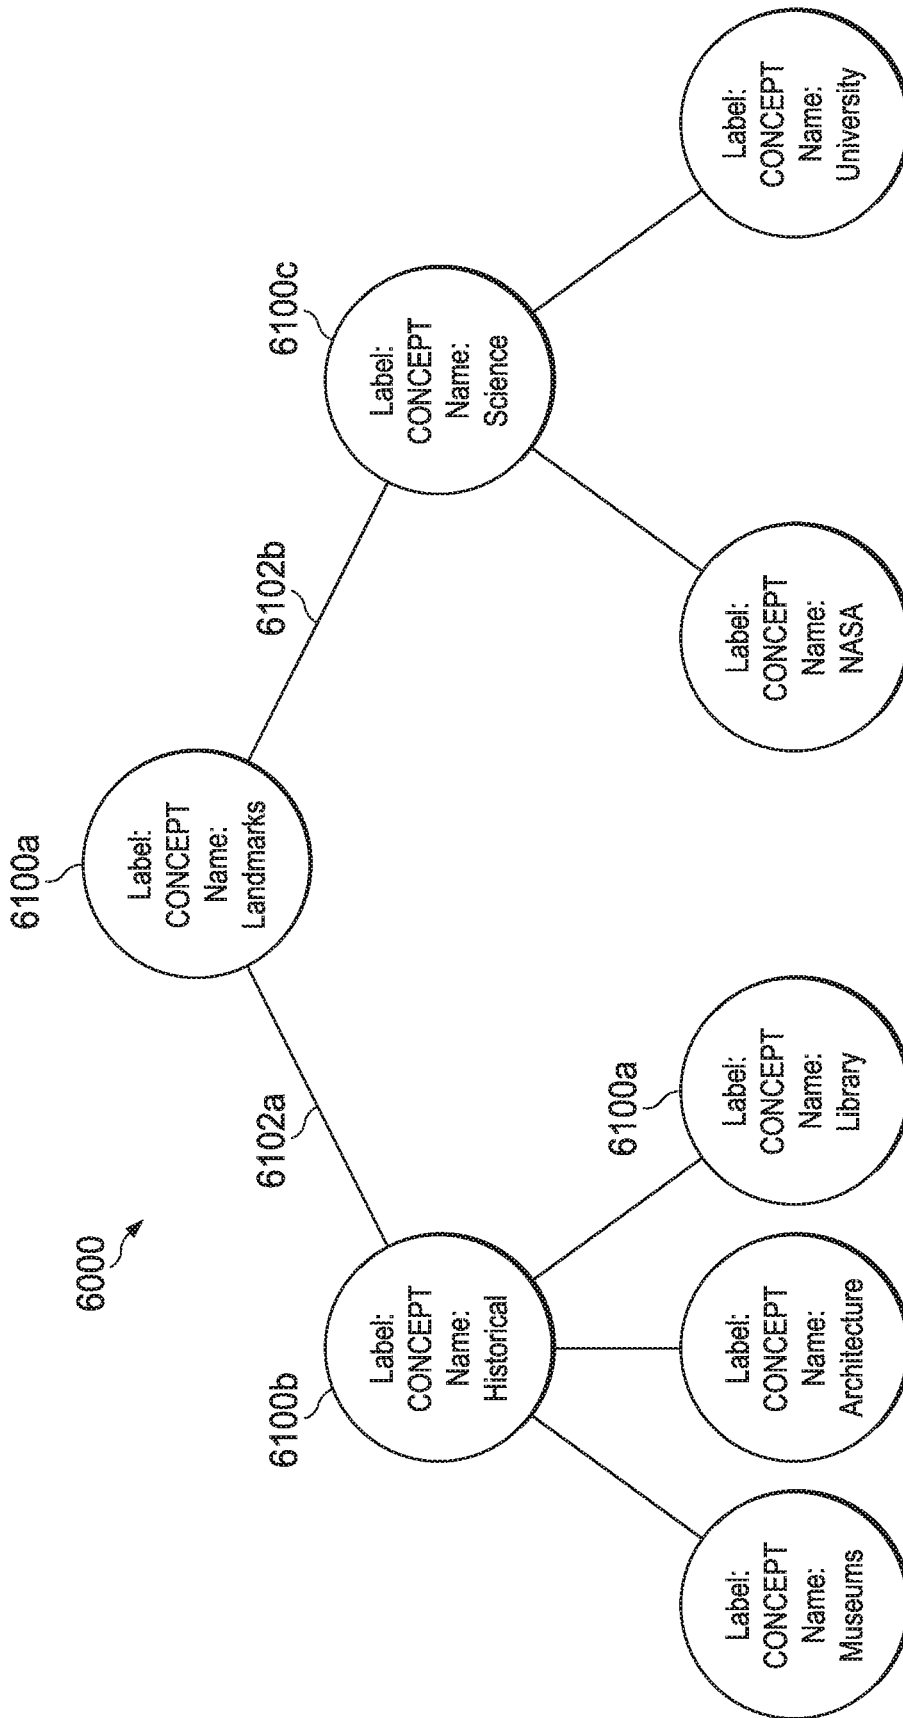 6000
6100a
Label:
CONCEPT
Name:
Landmarks
6102a
6102b
6100b
Label:
CONCEPT
Name:
Historical
6100c
Label:
CONCEPT
Name:
Science
Label:
CONCEPT
Name:
Museums
Label:
CONCEPT
Name:
Architecture
6100a
Label:
CONCEPT
Name:
Library
Label:
CONCEPT
Name:
NASA
Label:
CONCEPT
Name:
University